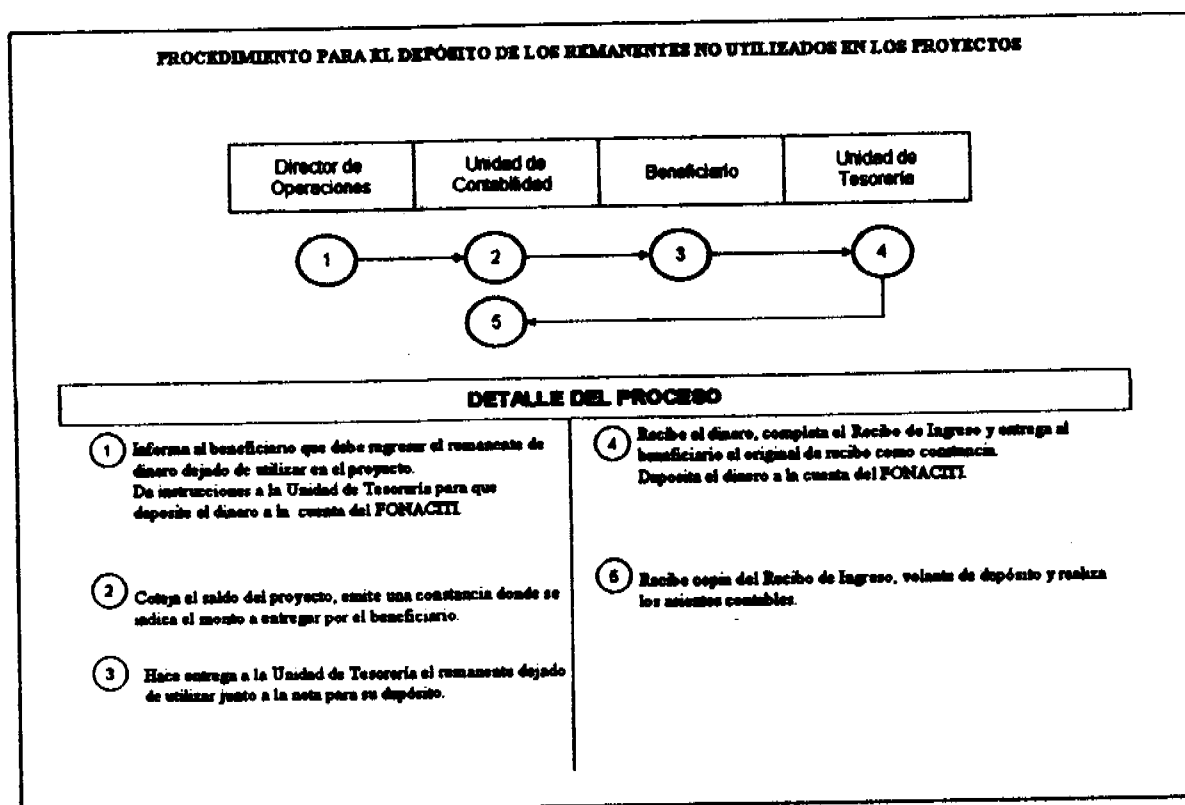 PROCEDIMIENTO PARA EL DEPÓSITO DE LOS REMANENTES NO UTILIZADOS EN LOS PROYECTOS
Director de
Operaciones
Unidad de
Contabilidad
Beneficiario
Unidad de
Tesorería
1
2
3
4
5
DETALLE DEL PROCESO
1 Informa al beneficiario que debe regresar el remanente de
dinero dejado de utilizar en el proyecto.
Da instrucciones a la Unidad de Tesorería para que
deposite el dinero a la cuenta del FONACITI.
2 Coteja el saldo del proyecto, emite una constancia donde se
indica el monto a entregar por el beneficiario.
3 Hace entrega a la Unidad de Tesorería el remanente dejado
de utilizar junto a la nota para su depósito.
4 Recibe el dinero, completa el Recibo de Ingreso y entrega al
beneficiario el original de recibo como constancia.
Deposita el dinero a la cuenta del FONACITI.
5 Recibe copia del Recibo de Ingreso, volante de depósito y realiza
los asientos contables.